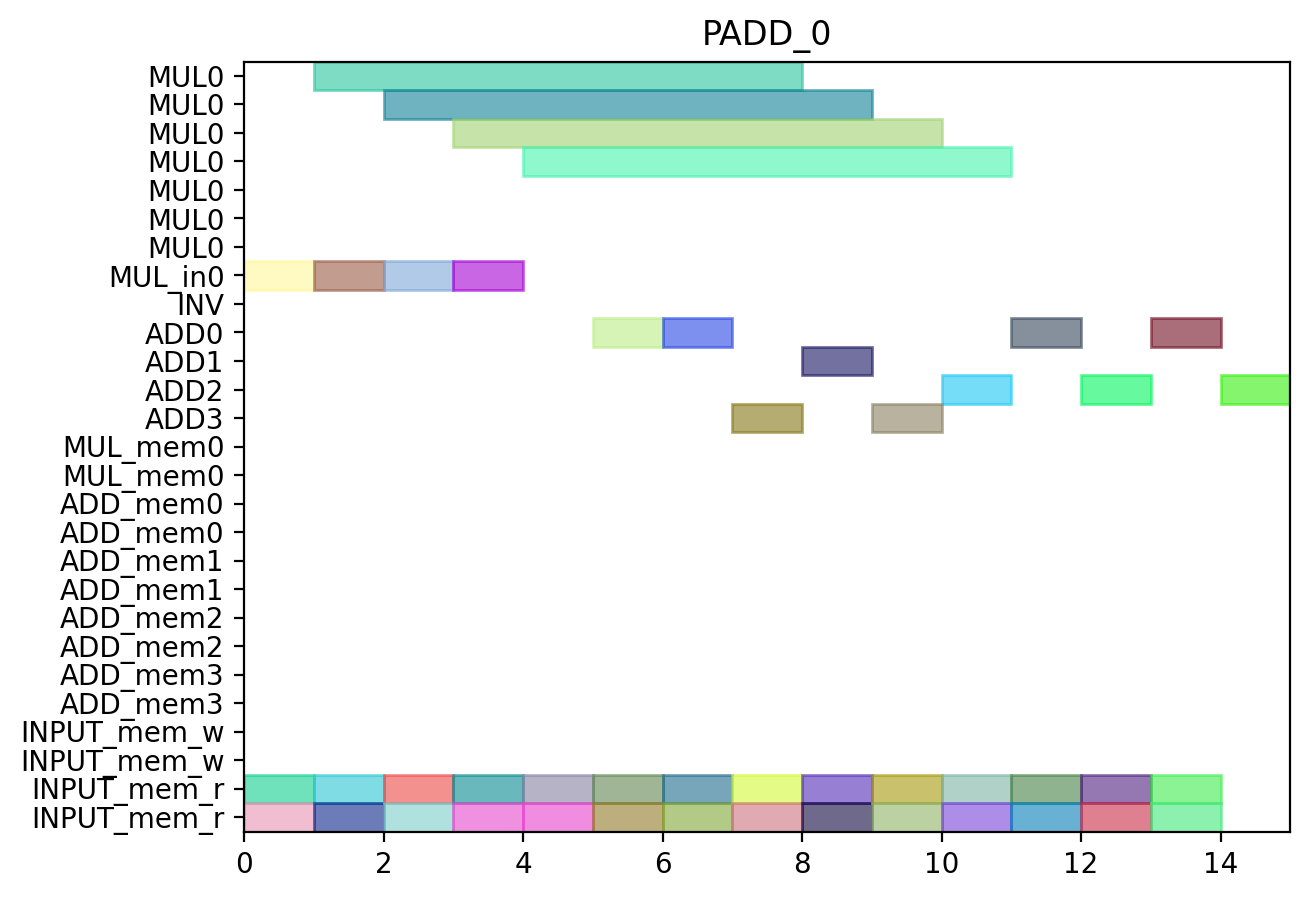 PADD_0
MUL0
MUL0
MUL0
MUL0
MUL0
MUL0
MUL0
MUL_in0
INV
ADD0
ADD1
ADD2
ADD3
MUL_mem0
MUL_mem0
ADD_mem0
ADD_mem0
ADD_mem1
ADD_mem1
ADD_mem2
ADD_mem2
ADD_mem3
ADD_mem3
INPUT_mem_w
INPUT_mem_w
INPUT_mem_r
INPUT_mem_r
0 2 4 6 8 10 12 14